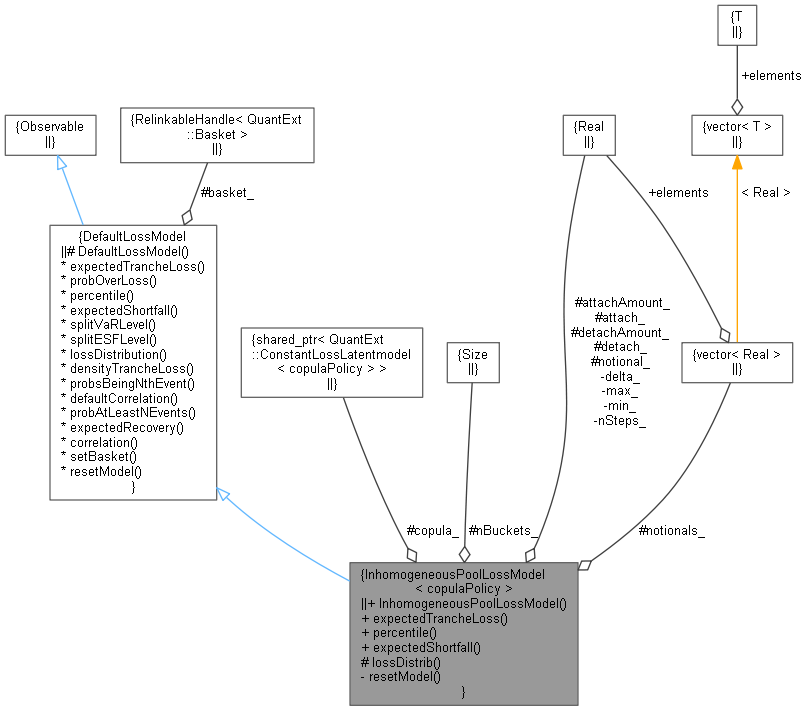 {T
||}
+elements
{Observable
||}
{RelinkableHandle< QuantExt
::Basket >
||}
{Real
||}
{vector< T >
||}
#basket_
+elements
< Real >
{DefaultLossModel
||# DefaultLossModel()
* expectedTrancheLoss()
* probOverLoss()
* percentile()
* expectedShortfall()
* splitVaRLevel()
* splitESFLevel()
* lossDistribution()
* densityTrancheLoss()
* probsBeingNthEvent()
* defaultCorrelation()
* probAtLeastNEvents()
* expectedRecovery()
* correlation()
* setBasket()
* resetModel()
}
{shared_ptr< QuantExt
::ConstantLossLatentmodel
< copulaPolicy > >
||}
{Size
||}
#attachAmount_
#attach_
#detachAmount_
#detach_
#notional_
-delta_
-max_
-min_
-nSteps_
{vector< Real >
||}
#copula_
#nBuckets_
#notionals_
{InhomogeneousPoolLossModel
< copulaPolicy >
||+ InhomogeneousPoolLossModel()
+ expectedTrancheLoss()
+ percentile()
+ expectedShortfall()
# lossDistrib()
- resetModel()
}